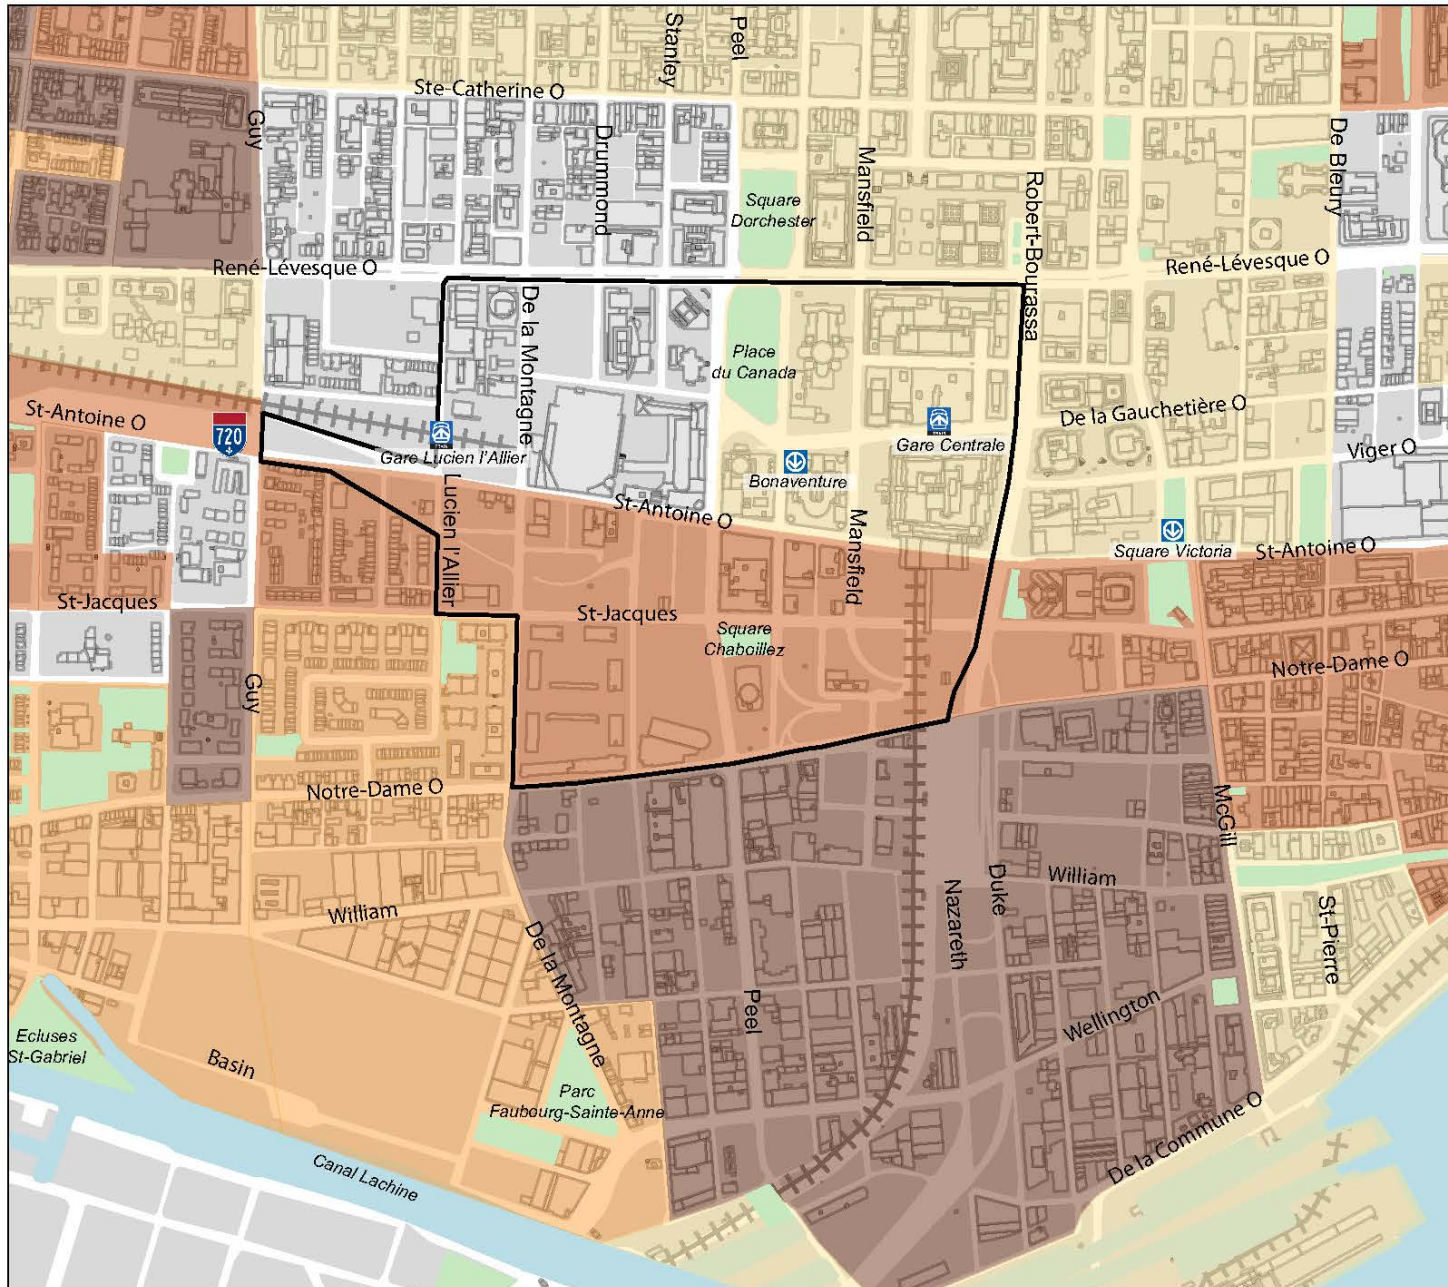 Stanley
Peel
Ste-Catherine O
Guy
Drummond
De Bleury
Mansfield
Robert-Bourassa
Square
Dorchester
René-Lévesque O
René-Lévesque O
De la Montagne
Place
du Canada
De la Gauchetière O
St-Antoine O
720
Gare Lucien l'Allier
Gare Centrale
Bonaventure
Viger O
Lucien l'Allier
St-Antoine O
Mansfield
Square Victoria
St-Antoine O
St-Jacques
St-Jacques
Square
Chaboillez
Notre-Dame O
Guy
Notre-Dame O
McGill
William
Duke
William
Nazareth
St-Pierre
De la Montagne
Peel
Wellington
Ecluses
St-Gabriel
Basin
Parc
Faubourg-Sainte-Anne
De la Commune O
Canal Lachine